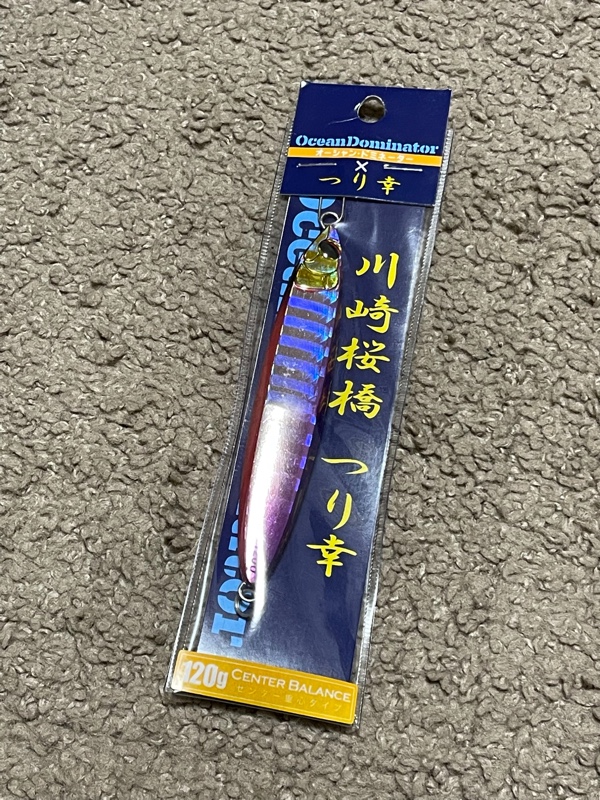 OceanDominator
オーシャンドミネーター
×
つり幸
川崎桜橋 つり幸
120g CENTER BALANCE
センター重心タイプ